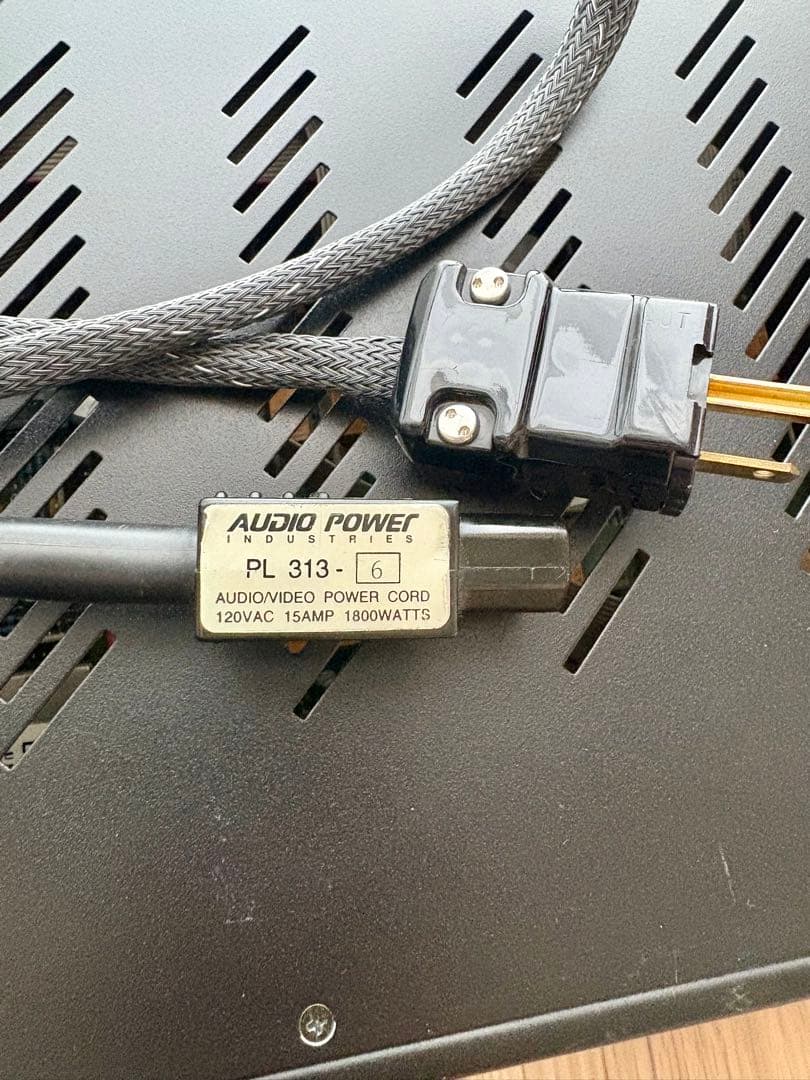 AUDIO POWER
INDUSTRIES
PL 313 - 6
AUDIO/VIDEO POWER CORD
120VAC 15AMP 1800WATTS